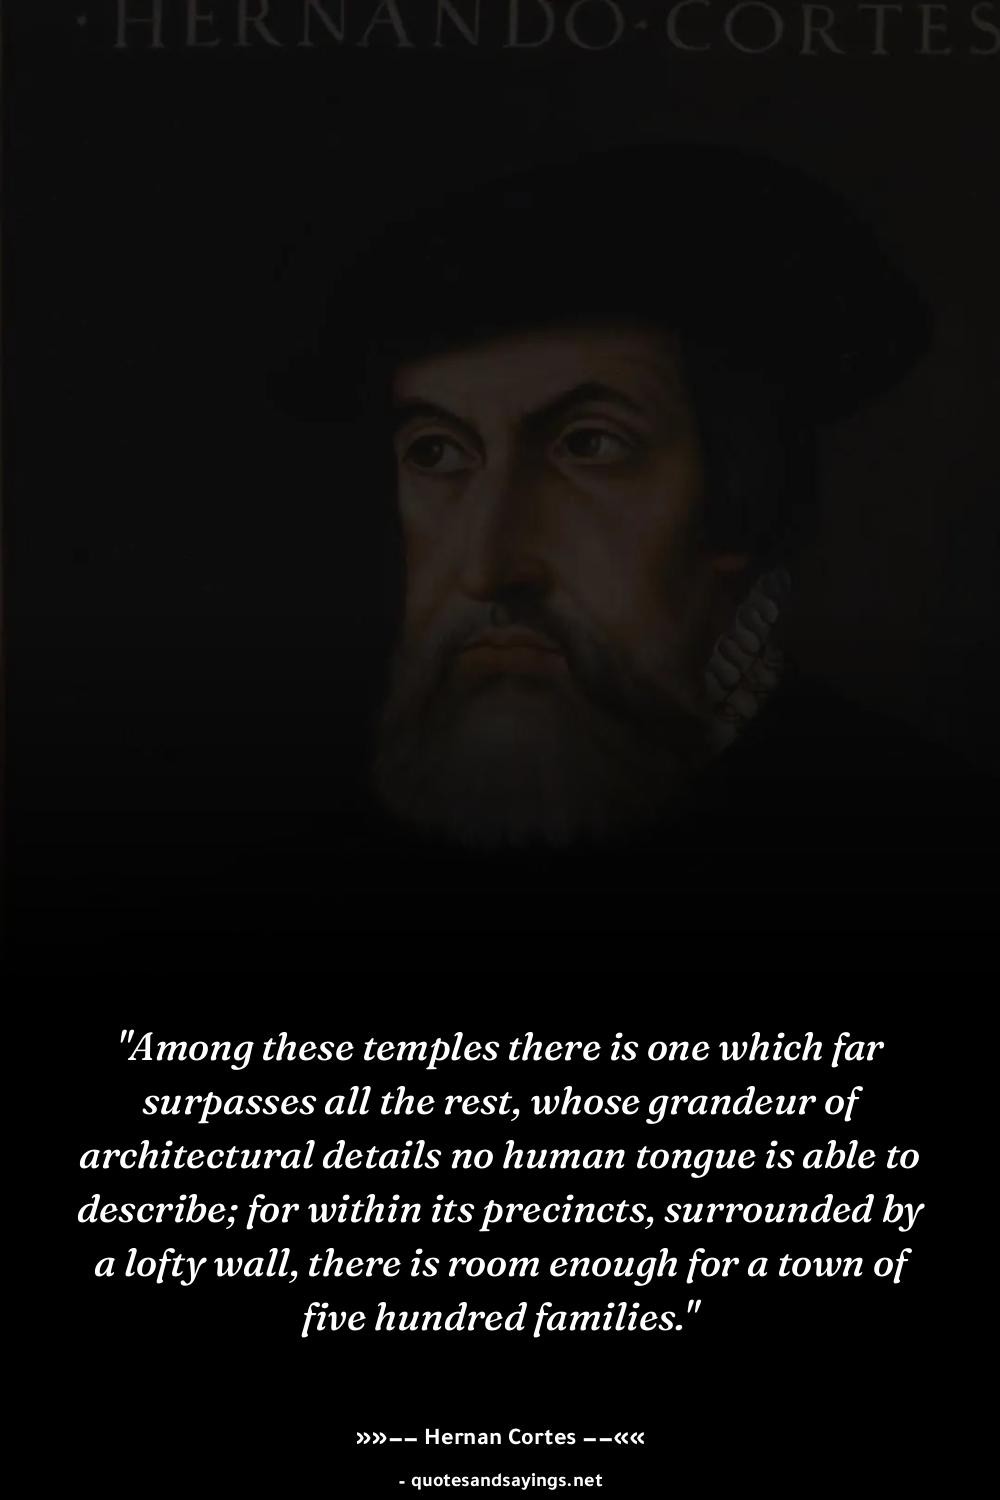 ·HERNANDO·CORTES
"Among these temples there is one which far
surpasses all the rest, whose grandeur of
architectural details no human tongue is able to
describe; for within its precincts, surrounded by
a lofty wall, there is room enough for a town of
five hundred families."
»»–– Hernan Cortes ––««
- quotesandsayings.net